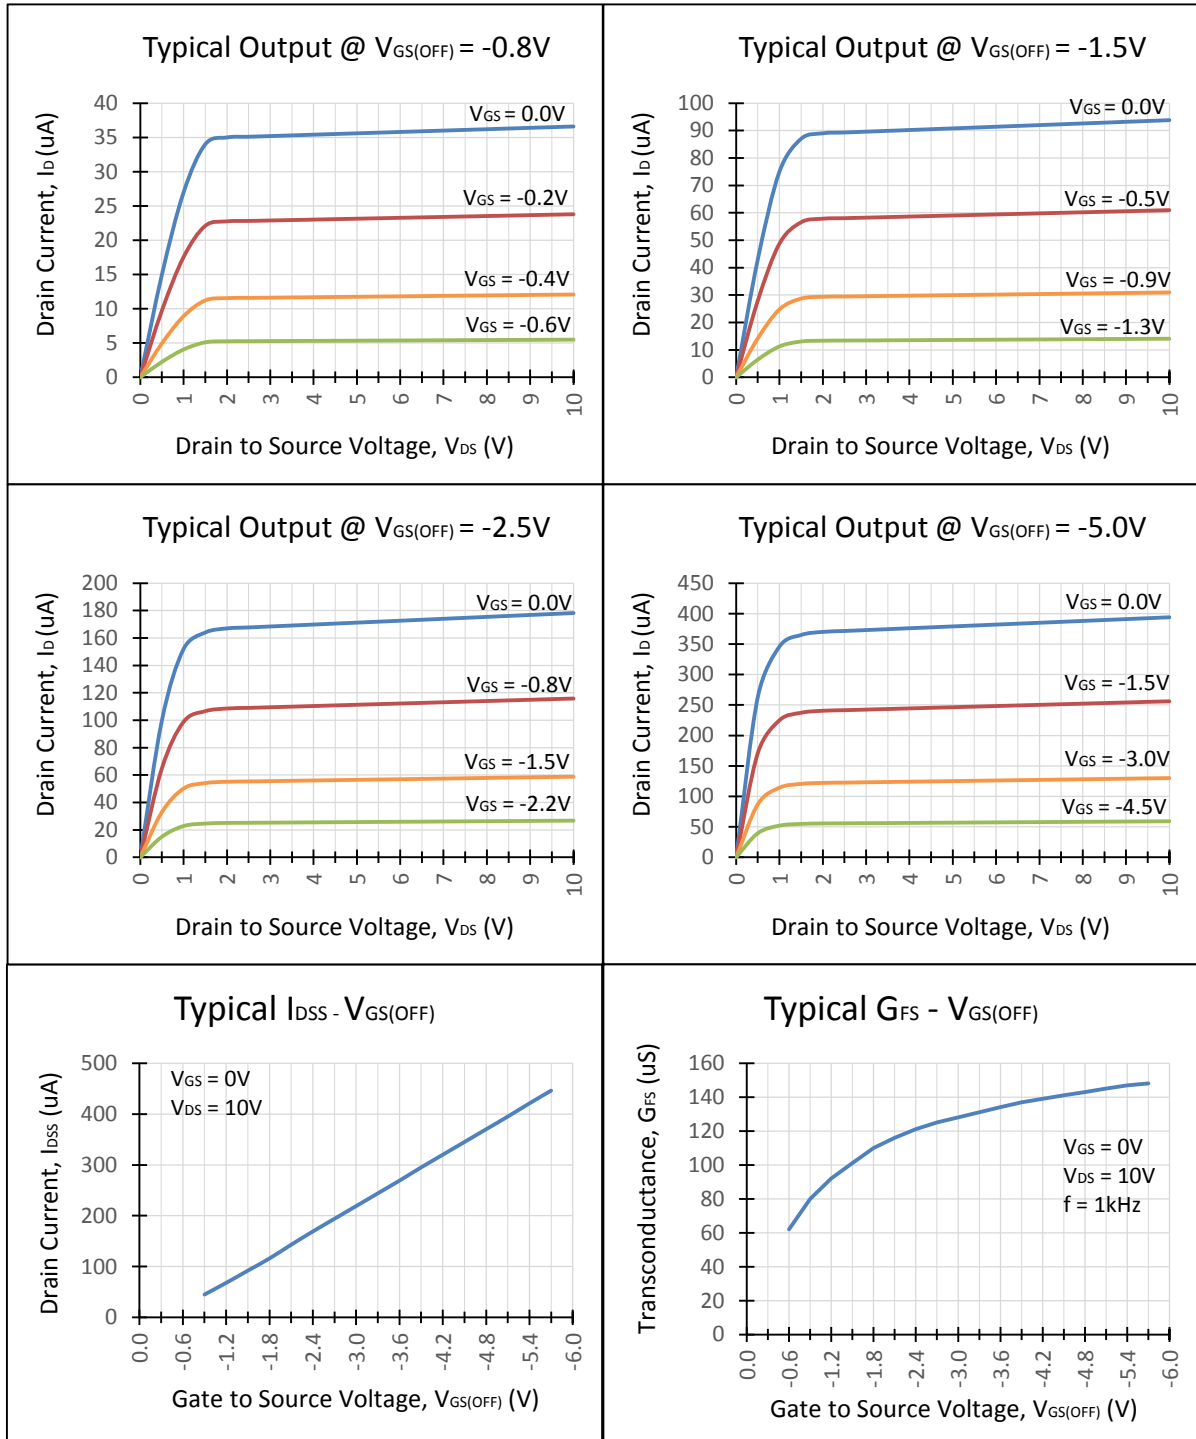 Typical Output @ VGS(OFF) = -0.8V
Drain Current, ID (uA)
40
35
30
25
20
15
10
5
0
VGS = 0.0V
VGS = -0.2V
VGS = -0.4V
VGS = -0.6V
0 1 2 3 4 5 6 7 8 9 10
Drain to Source Voltage, VDS (V)
Typical Output @ VGS(OFF) = -1.5V
Drain Current, ID (uA)
100
90
80
70
60
50
40
30
20
10
0
VGS = 0.0V
VGS = -0.5V
VGS = -0.9V
VGS = -1.3V
0 1 2 3 4 5 6 7 8 9 10
Drain to Source Voltage, VDS (V)
Typical Output @ VGS(OFF) = -2.5V
Drain Current, ID (uA)
200
180
160
140
120
100
80
60
40
20
0
VGS = 0.0V
VGS = -0.8V
VGS = -1.5V
VGS = -2.2V
0 1 2 3 4 5 6 7 8 9 10
Drain to Source Voltage, VDS (V)
Typical Output @ VGS(OFF) = -5.0V
Drain Current, ID (uA)
450
400
350
300
250
200
150
100
50
0
VGS = 0.0V
VGS = -1.5V
VGS = -3.0V
VGS = -4.5V
0 1 2 3 4 5 6 7 8 9 10
Drain to Source Voltage, VDS (V)
Typical IDSS - VGS(OFF)
Drain Current, IDSS (uA)
500
400
300
200
100
0
VGS = 0V
VDS = 10V
0.0 -0.6 -1.2 -1.8 -2.4 -3.0 -3.6 -4.2 -4.8 -5.4 -6.0
Gate to Source Voltage, VGS(OFF) (V)
Typical GFS - VGS(OFF)
Transconductance, GFS (uS)
160
140
120
100
80
60
40
20
0
VGS = 0V
VDS = 10V
f = 1kHz
0.0 -0.6 -1.2 -1.8 -2.4 -3.0 -3.6 -4.2 -4.8 -5.4 -6.0
Gate to Source Voltage, VGS(OFF) (V)